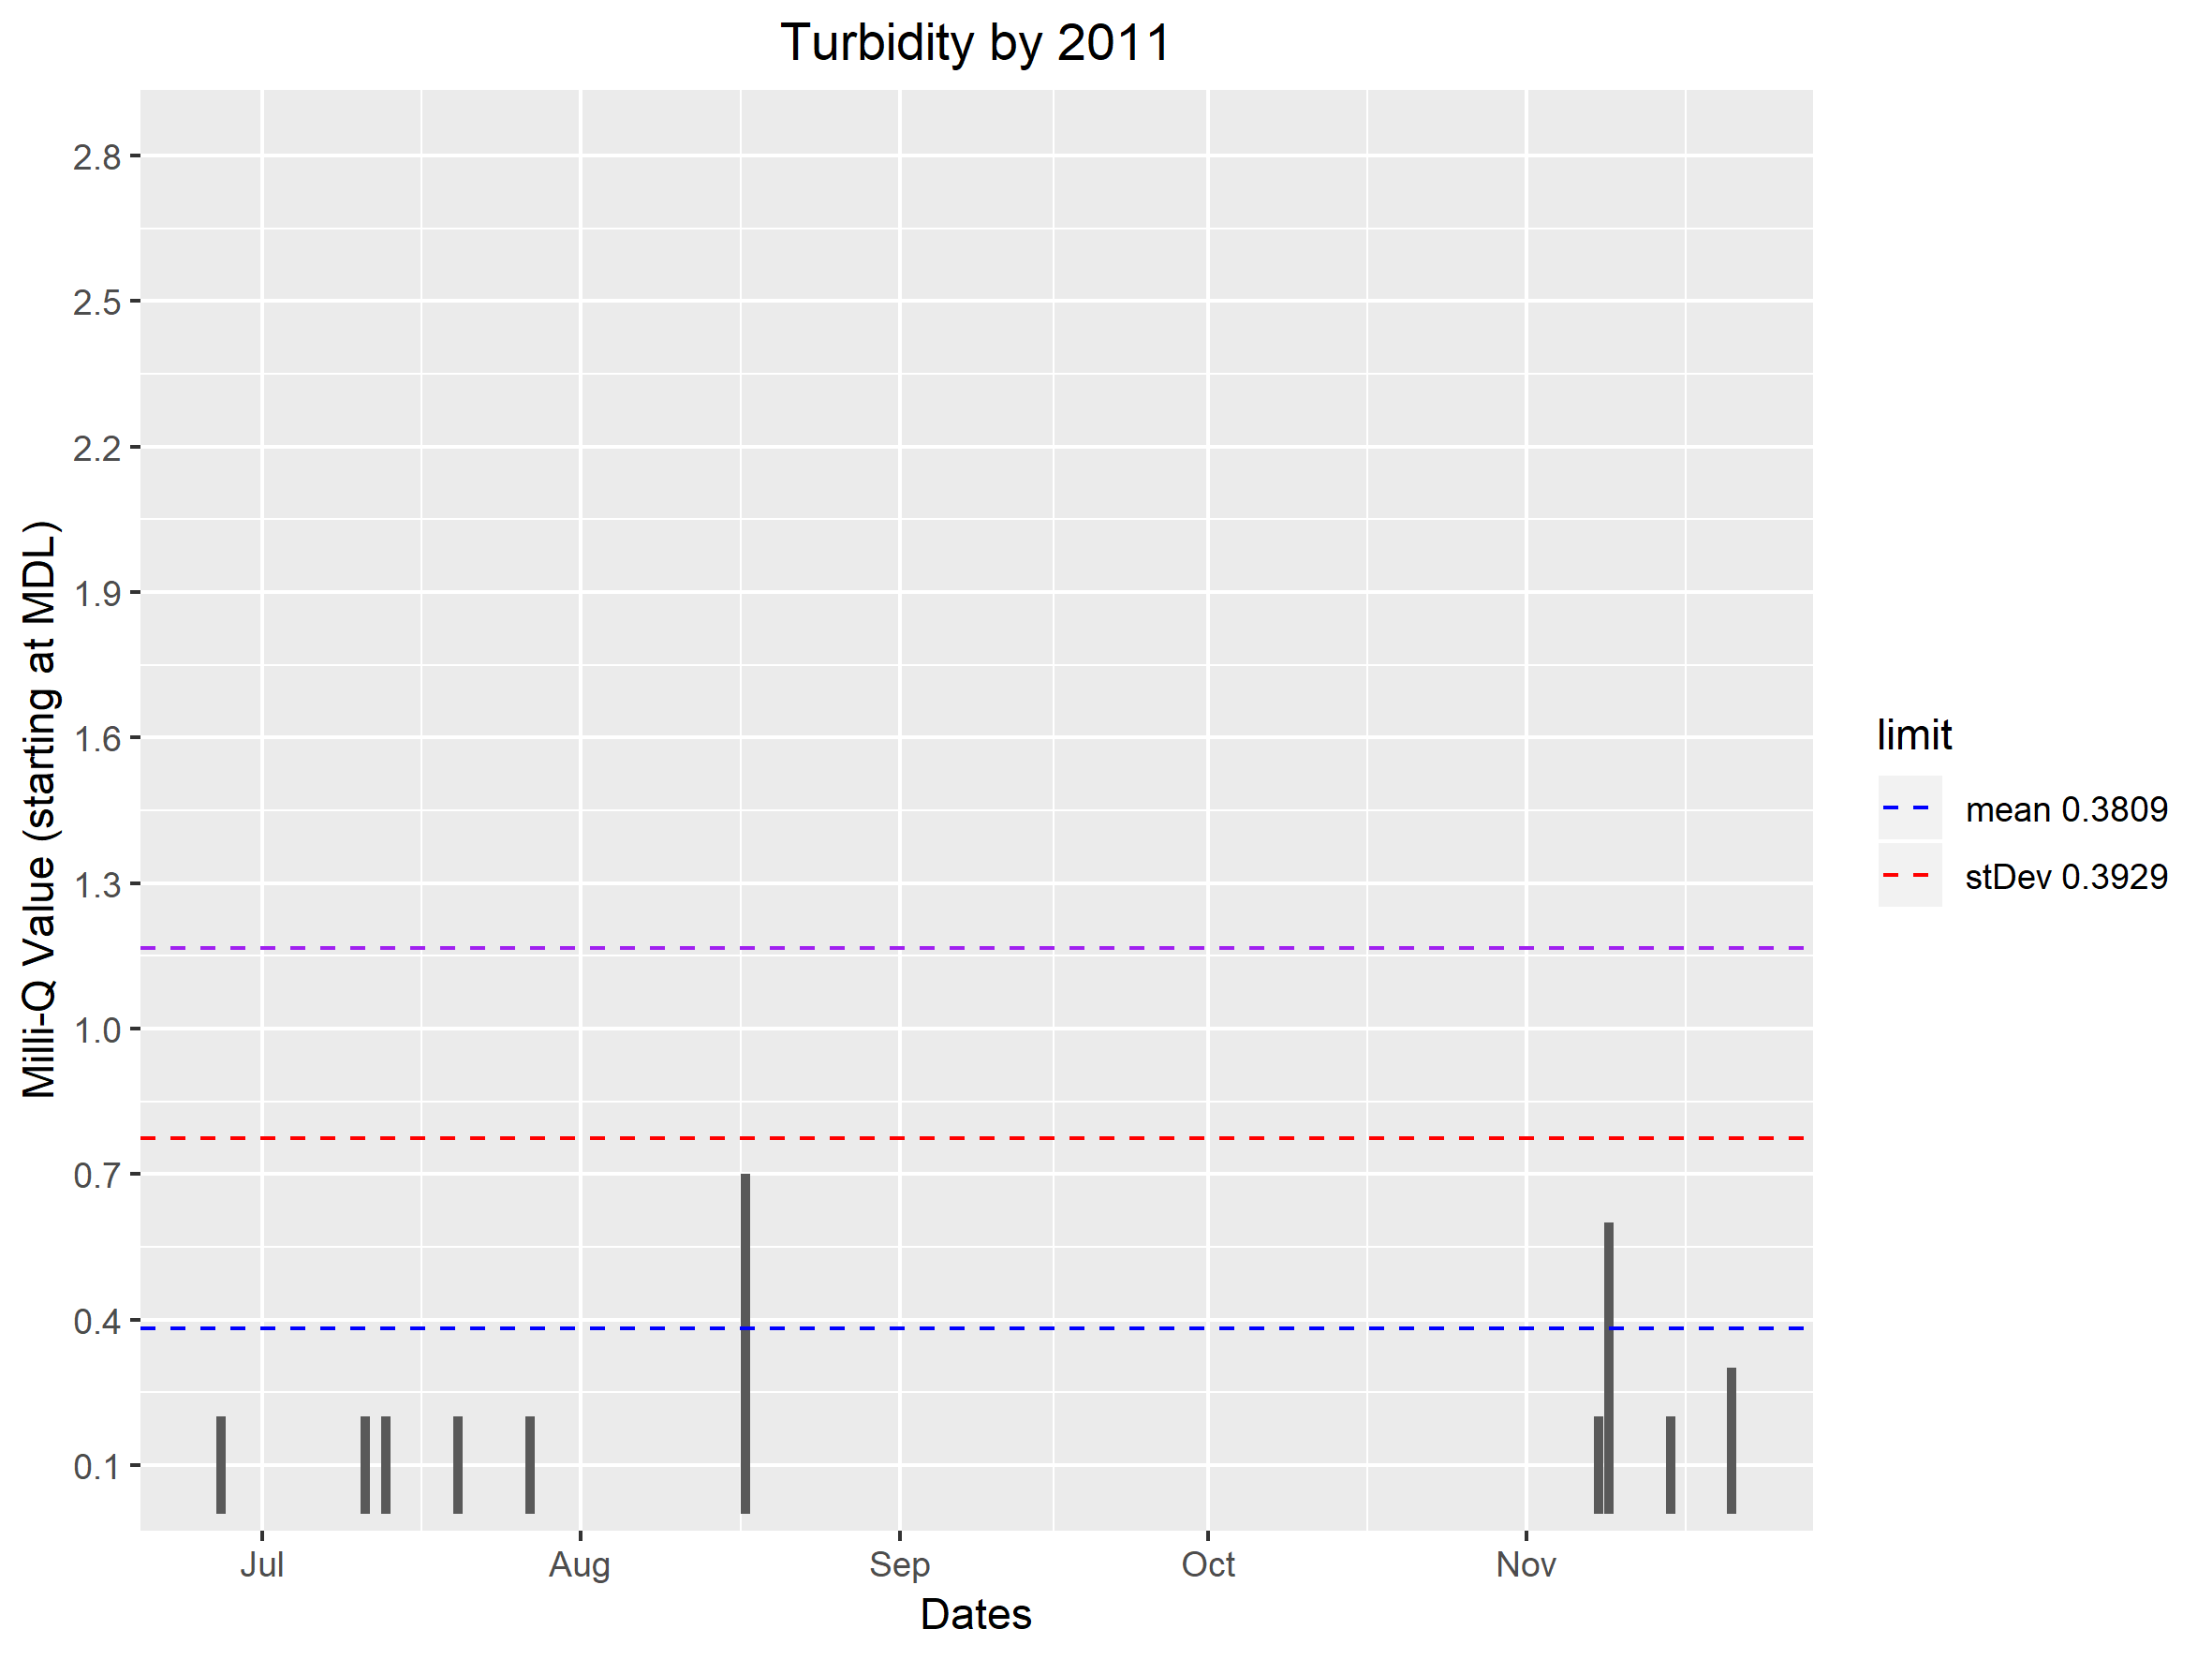 Turbidity by 2011
Milli-Q Value (starting at MDL)
2.8
2.5
2.2
1.9
1.6
1.3
1.0
0.7
0.4
0.1
Jul Aug Sep Oct Nov
Dates
limit
mean 0.3809
stDev 0.3929